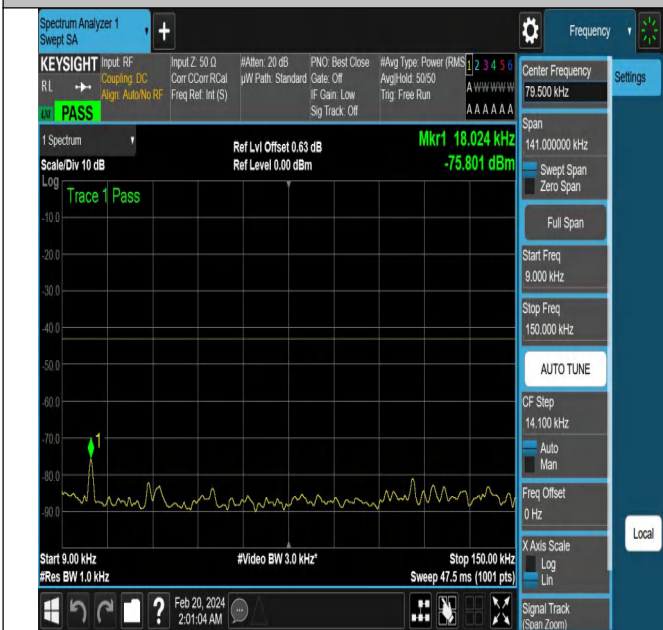 Spectrum Analyzer 1
Swept SA
+
Frequency
KEYSIGHT
RL
LXI PASS
Input: RF
Coupling: DC
Align: Auto/No RF
Input Z: 50 Ω
Corr CCorr RCal
Freq Ref: Int (S)
#Atten: 20 dB
µW Path: Standard
PNO: Best Close
Gate: Off
IF Gain: Low
Sig Track: Off
#Avg Type: Power (RMS
Avg|Hold: 50/50
Trig: Free Run
1 2 3 4 5 6
A W W W W W
A A A A A A
1 Spectrum
Scale/Div 10 dB
Ref Lvl Offset 0.63 dB
Ref Level 0.00 dBm
Mkr1 18.024 kHz
-75.801 dBm
Log
Trace 1 Pass
-10.0
-20.0
-30.0
-40.0
-50.0
-60.0
-70.0
-80.0
-90.0
1
Start 9.00 kHz
#Res BW 1.0 kHz
#Video BW 3.0 kHz*
Stop 150.00 kHz
Sweep 47.5 ms (1001 pts)
?
Feb 20, 2024
2:01:04 AM
Center Frequency
79.500 kHz
Span
141.000000 kHz
Swept Span
Zero Span
Full Span
Start Freq
9.000 kHz
Stop Freq
150.000 kHz
AUTO TUNE
CF Step
14.100 kHz
Auto
Man
Freq Offset
0 Hz
X Axis Scale
Log
Lin
Signal Track
(Span Zoom)
Settings
Local